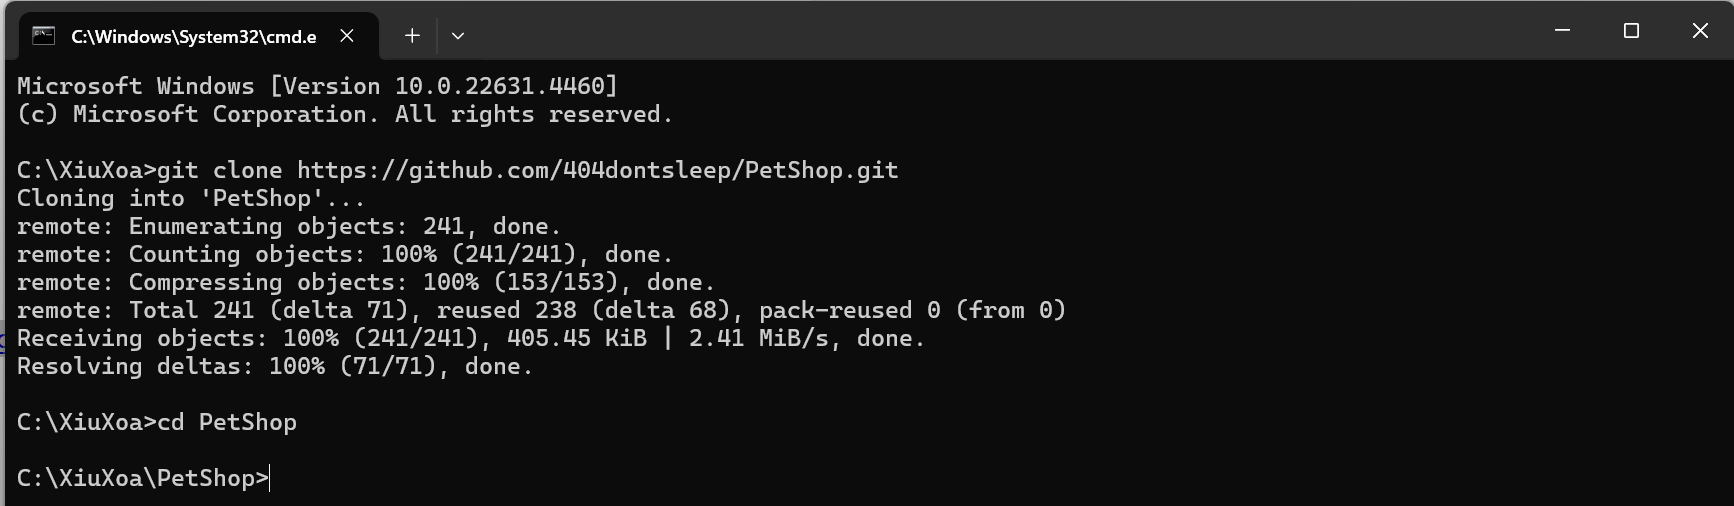 C:\Windows\System32\cmd.e
Microsoft Windows [Version 10.0.22631.4460]
(c) Microsoft Corporation. All rights reserved.
C:\XiuXoa>git clone https://github.com/404dontsleep/PetShop.git
Cloning into 'PetShop'...
remote: Enumerating objects: 241, done.
remote: Counting objects: 100% (241/241), done.
remote: Compressing objects: 100% (153/153), done.
remote: Total 241 (delta 71), reused 238 (delta 68), pack-reused 0 (from 0)
Receiving objects: 100% (241/241), 405.45 KiB | 2.41 MiB/s, done.
Resolving deltas: 100% (71/71), done.
C:\XiuXoa>cd PetShop
C:\XiuXoa\PetShop>